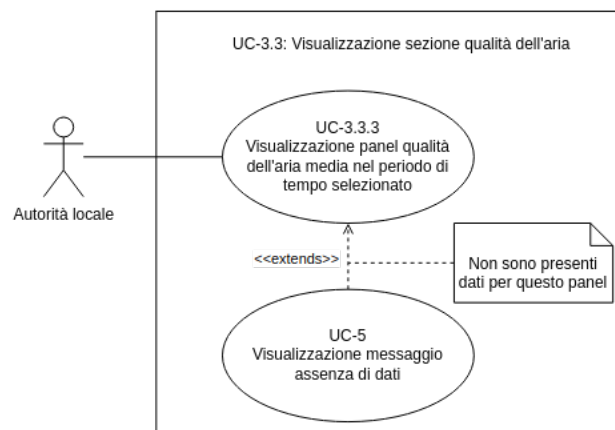 UC-3.3: Visualizzazione sezione qualità dell'aria
UC-3.3.3
Visualizzazione panel qualità
dell'aria media nel periodo di
tempo selezionato
Autorità locale
<<extends>>
Non sono presenti
dati per questo panel
UC-5
Visualizzazione messaggio
assenza di dati